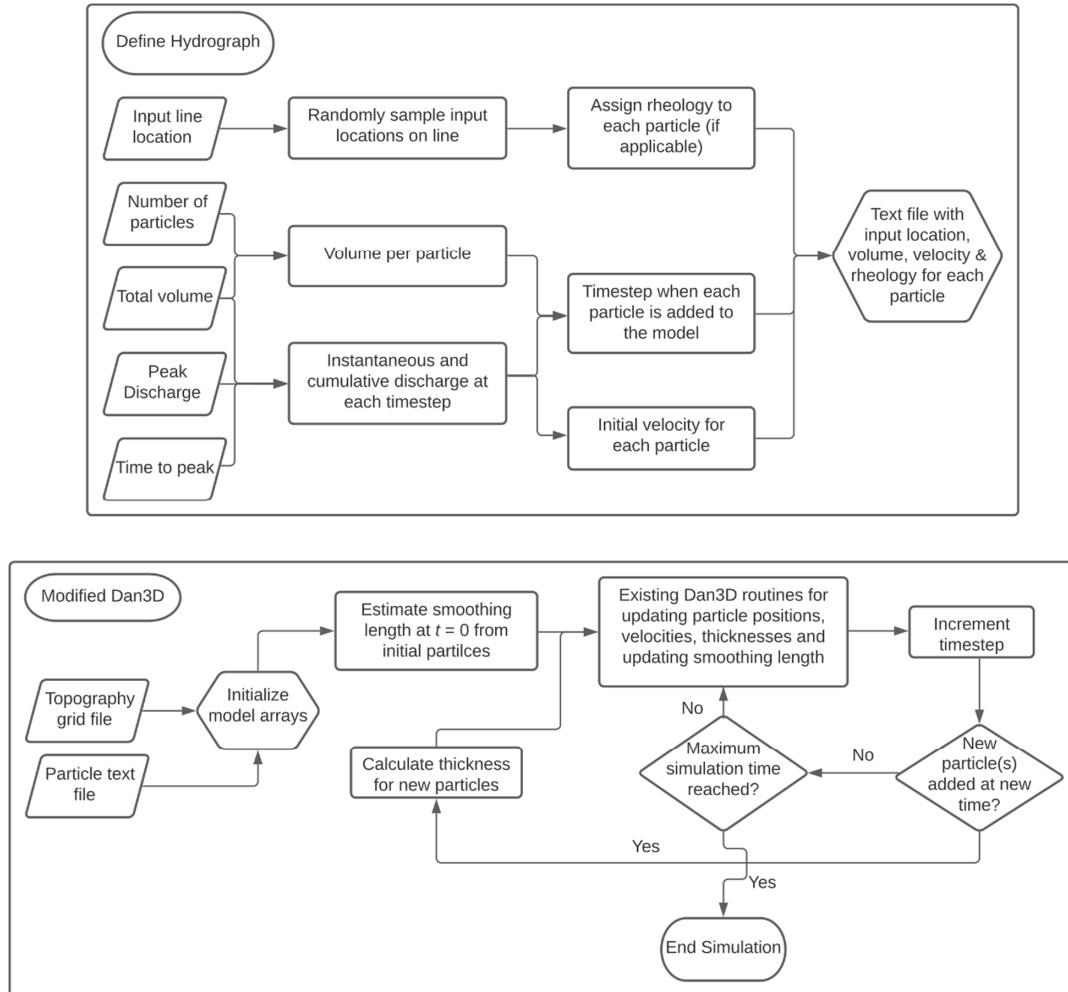 Define Hydrograph
Input line
location
Randomly sample input
locations on line
Assign rheology to
each particle (if
applicable)
Number of
particles
Total volume
Peak
Discharge
Time to peak
Volume per particle
Instantaneous and
cumulative discharge at
each timestep
Timestep when each
particle is added to
the model
Initial velocity for
each particle
Text file with
input location,
volume, velocity &
rheology for each
particle
Modified Dan3D
Topography
grid file
Particle text
file
Initialize
model arrays
Estimate smoothing
length at t = 0 from
initial partilces
Calculate thickness
for new particles
Existing Dan3D routines for
updating particle positions,
velocities, thicknesses and
updating smoothing length
Increment
timestep
New
particle(s)
added at new
time?
No
Maximum
simulation time
reached?
No
Yes
Yes
End Simulation